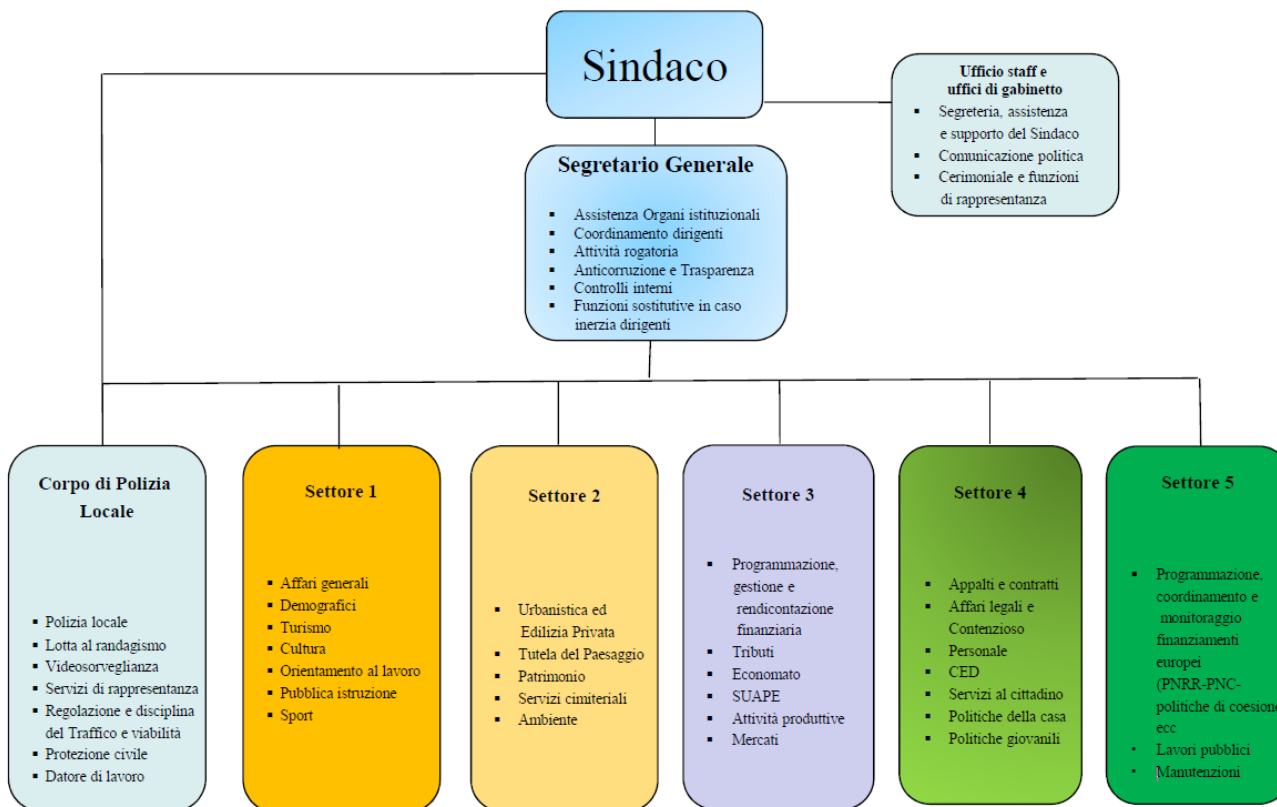 Sindaco
Ufficio staff e
uffici di gabinetto
▪ Segreteria, assistenza
e supporto del Sindaco
▪ Comunicazione politica
▪ Cerimoniale e funzioni
di rappresentanza
Segretario Generale
▪ Assistenza Organi istituzionali
▪ Coordinamento dirigenti
▪ Attività rogatoria
▪ Anticorruzione e Trasparenza
▪ Controlli interni
▪ Funzioni sostitutive in caso
inerzia dirigenti
Corpo di Polizia
Locale
▪ Polizia locale
▪ Lotta al randagismo
▪ Videosorveglianza
▪ Servizi di rappresentanza
▪ Regolazione e disciplina
del Traffico e viabilità
▪ Protezione civile
▪ Datore di lavoro
Settore 1
▪ Affari generali
▪ Demografici
▪ Turismo
▪ Cultura
▪ Orientamento al lavoro
▪ Pubblica istruzione
▪ Sport
Settore 2
▪ Urbanistica ed
Edilizia Privata
▪ Tutela del Paesaggio
▪ Patrimonio
▪ Servizi cimiteriali
▪ Ambiente
Settore 3
▪ Programmazione,
gestione e
rendicontazione
finanziaria
▪ Tributi
▪ Economato
▪ SUAPE
▪ Attività produttive
▪ Mercati
Settore 4
▪ Appalti e contratti
▪ Affari legali e
Contenzioso
▪ Personale
▪ CED
▪ Servizi al cittadino
▪ Politiche della casa
▪ Politiche giovanili
Settore 5
▪ Programmazione,
coordinamento e
monitoraggio
finanziamenti
europei
(PNRR-PNC-
politiche di coesione
ecc
• Lavori pubblici
• Manutenzioni